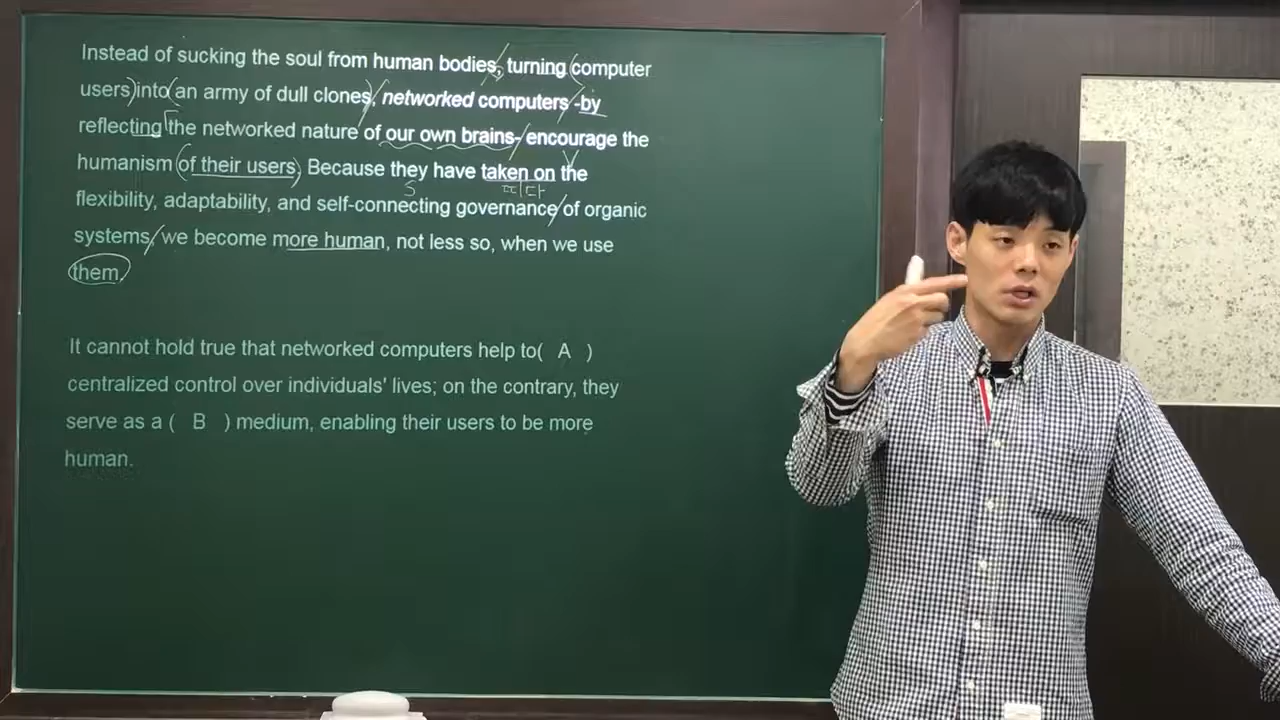 Instead of sucking the soul from human bodies, turning computer
users into an army of dull clones, networked computers -by
reflecting the networked nature of our own brains- encourage the
humanism of their users. Because they have taken on the
S V
띠다
flexibility, adaptability, and self-connecting governance of organic
systems, we become more human, not less so, when we use
them.
It cannot hold true that networked computers help to( A )
centralized control over individuals' lives; on the contrary, they
serve as a ( B ) medium, enabling their users to be more
human.